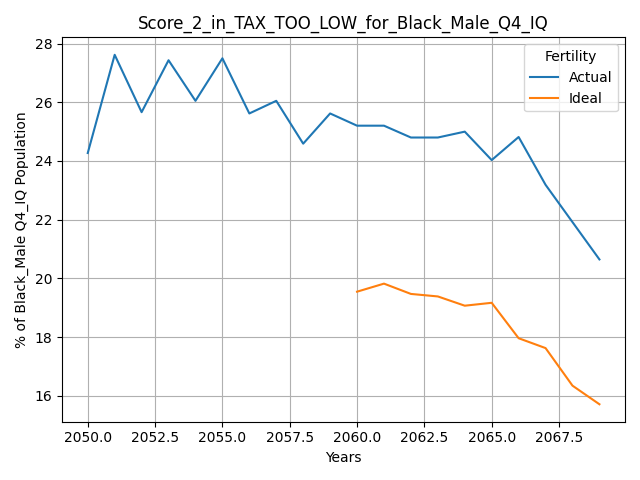 Score_2_in_TAX_TOO_LOW_for_Black_Male_Q4_IQ
28
26
24
22
20
18
16
% of Black_Male Q4_IQ Population
Fertility
Actual
Ideal
2050.0 2052.5 2055.0 2057.5 2060.0 2062.5 2065.0 2067.5
Years